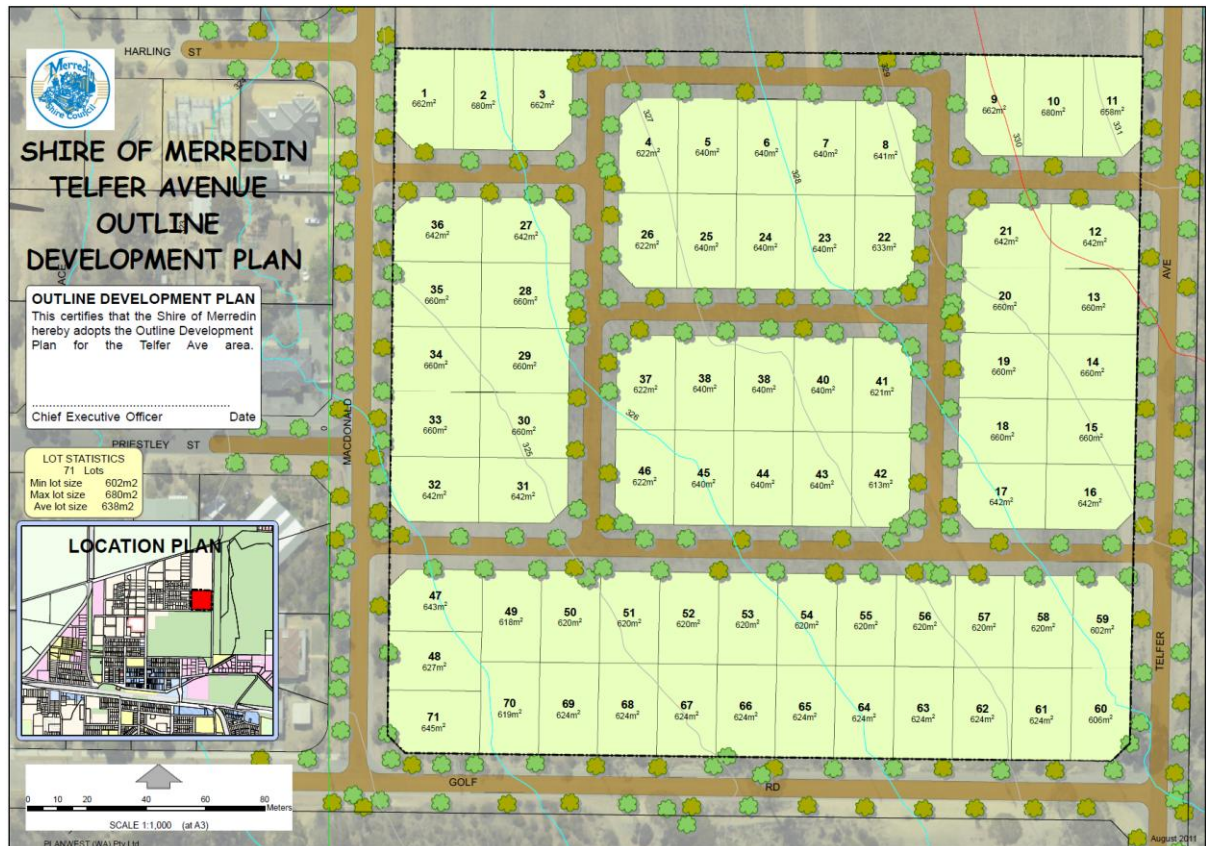 HARLING ST
Merredin
Shire Council
SHIRE OF MERREDIN
TELFER AVENUE
OUTLINE
DEVELOPMENT PLAN
OUTLINE DEVELOPMENT PLAN
This certifies that the Shire of Merredin
hereby adopts the Outline Development
Plan for the Telfer Ave area.
Chief Executive Officer Date
PRIESTLEY ST
LOT STATISTICS
71 Lots
Min lot size 602m2
Max lot size 680m2
Ave lot size 638m2
LOCATION PLAN
0 10 20 40 60 80
Meters
SCALE 1:1,000 (at A3)
PLANWEST (WA) Pty Ltd
MACDONALD
GOLF RD
TELFER AVE
August 2011
1 2 3
662m² 680m² 662m²
9 10 11
662m² 680m² 658m²
4 5 6 7 8
622m² 640m² 640m² 640m² 641m²
26 25 24 23 22
622m² 640m² 640m² 640m² 633m²
36 27
642m² 642m²
35 28
660m² 660m²
34 29
660m² 660m²
33 30
660m² 660m²
32 31
642m² 642m²
21 12
642m² 642m²
20 13
660m² 660m²
19 14
660m² 660m²
18 15
660m² 660m²
17 16
642m² 642m²
37 38 38 40 41
622m² 640m² 640m² 640m² 621m²
46 45 44 43 42
622m² 640m² 640m² 640m² 613m²
47
643m²
48
627m²
71
645m²
49 50 51 52 53 54 55 56 57 58 59
618m² 620m² 620m² 620m² 620m² 620m² 620m² 620m² 620m² 620m² 602m²
70 69 68 67 66 65 64 63 62 61 60
619m² 624m² 624m² 624m² 624m² 624m² 624m² 624m² 624m² 624m² 606m²
325
326
327
328
329
330
331